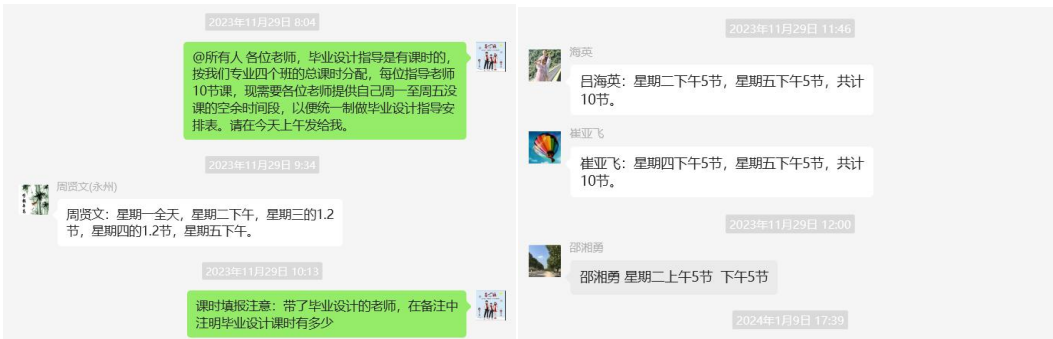 2023年11月29日 8:04
@所有人 各位老师，毕业设计指导是有课时的，
按我们专业四个班的总课时分配，每位指导老师
10节课，现需要各位老师提供自己周一至周五没
课的空余时间段，以便统一制做毕业设计指导安
排表。请在今天上午发给我。
2023年11月29日 9:34
周贤文(永州)
周贤文：星期一全天，星期二下午，星期三的1.2
节，星期四的1.2节，星期五下午。
2023年11月29日 10:13
课时填报注意：带了毕业设计的老师，在备注中
注明毕业设计课时有多少
2023年11月29日 11:46
海英
吕海英：星期二下午5节，星期五下午5节，共计
10节。
崔亚飞
崔亚飞：星期四下午5节，星期五下午5节，共计
10节。
2023年11月29日 12:00
邵湘勇
邵湘勇 星期二上午5节 下午5节
2024年1月9日 17:39